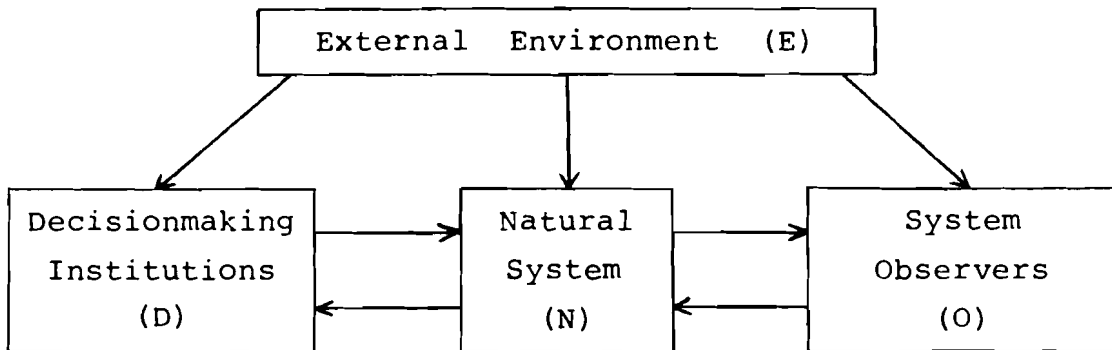 External Environment (E)
Decisionmaking
Institutions
(D)
Natural
System
(N)
System
Observers
(O)